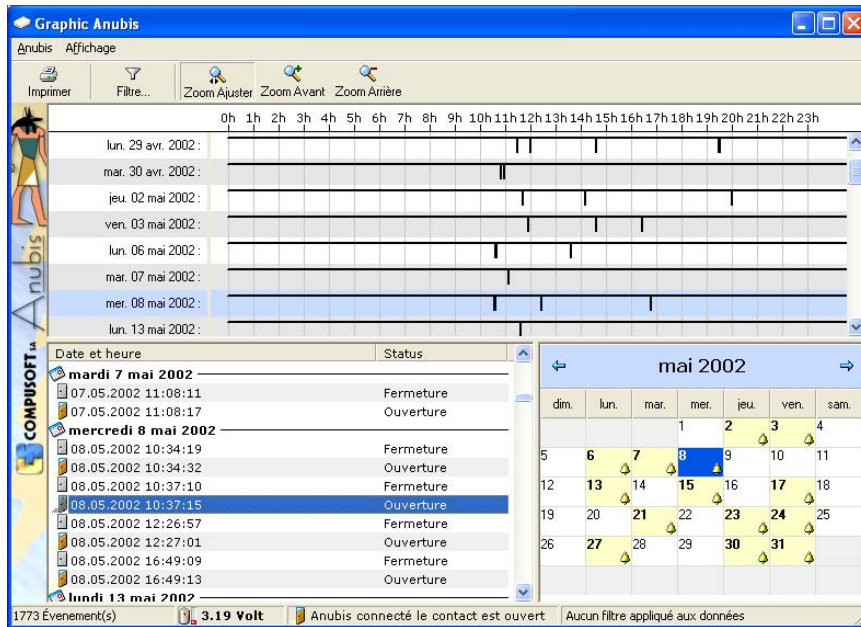 Graphic Anubis
Anubis Affichage
Imprimer Filtre... Zoom Ajuster Zoom Avant Zoom Arrière
0h 1h 2h 3h 4h 5h 6h 7h 8h 9h 10h 11h 12h 13h 14h 15h 16h 17h 18h 19h 20h 21h 22h 23h
lun. 29 avr. 2002 :
mar. 30 avr. 2002 :
jeu. 02 mai 2002 :
ven. 03 mai 2002 :
lun. 06 mai 2002 :
mar. 07 mai 2002 :
mer. 08 mai 2002 :
lun. 13 mai 2002 :
COMPUSOFT SA Anubis
Date et heure Status
mardi 7 mai 2002
07.05.2002 11:08:11 Fermeture
07.05.2002 11:08:17 Ouverture
mercredi 8 mai 2002
08.05.2002 10:34:19 Fermeture
08.05.2002 10:34:32 Ouverture
08.05.2002 10:37:10 Fermeture
08.05.2002 10:37:15 Ouverture
08.05.2002 12:26:57 Fermeture
08.05.2002 12:27:01 Ouverture
08.05.2002 16:49:09 Fermeture
08.05.2002 16:49:13 Ouverture
lundi 13 mai 2002
mai 2002
dim. lun. mar. mer. jeu. ven. sam.
1 2 3 4
5 6 7 8 9 10 11
12 13 14 15 16 17 18
19 20 21 22 23 24 25
26 27 28 29 30 31
1773 Évenement(s) 3.19 Volt Anubis connecté le contact est ouvert Aucun filtre appliqué aux données